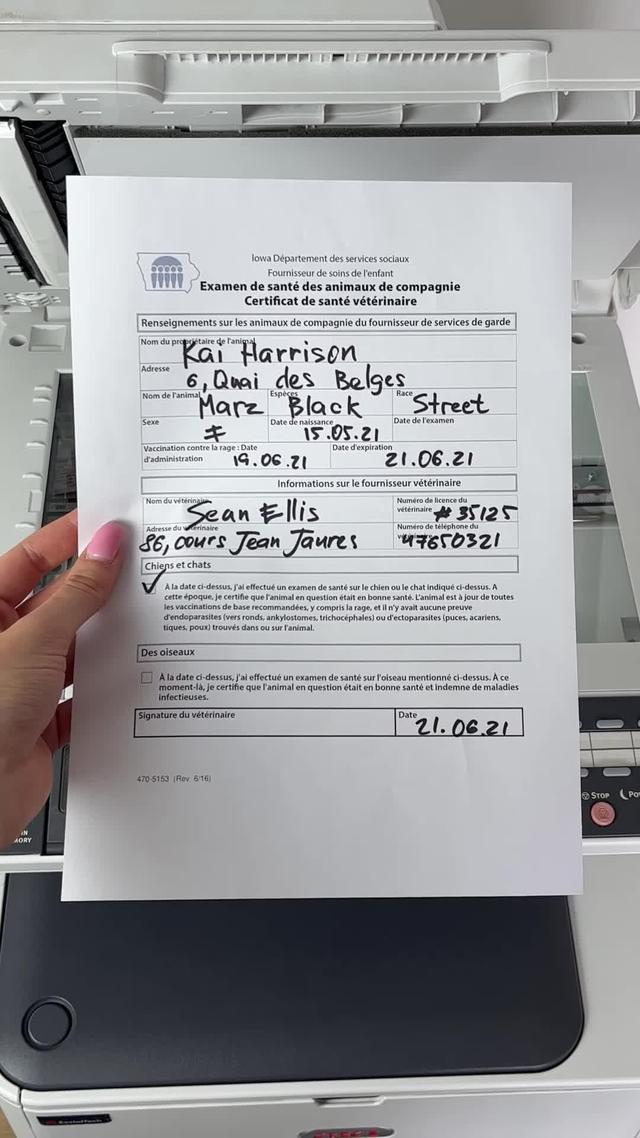 Iowa Département des services sociaux
Fournisseur de soins de l'enfant
Examen de santé des animaux de compagnie
Certificat de santé vétérinaire
Renseignements sur les animaux de compagnie du fournisseur de services de garde
Nom du propriétaire de l'animal
Kai Harrison
Adresse
6, Quai des Belges
Nom de l'animal Espèces Race
Marz Black Street
Sexe Date de naissance Date de l'examen
F 15.05.21
Vaccination contre la rage : Date d'administration 19.06.21
Date d'expiration 21.06.21
Informations sur le fournisseur vétérinaire
Nom du vétérinaire Sean Ellis
Numéro de licence du
vétérinaire # 35125
Adresse du vétérinaire 86, cours Jean Jaures
Numéro de téléphone du
47650321
Chiens et chats
À la date ci-dessus, j'ai effectué un examen de santé sur le chien ou le chat indiqué ci-dessus. A
cette époque, je certifie que l'animal en question était en bonne santé. L'animal est à jour de toutes
les vaccinations de base recommandées, y compris la rage, et il n'y avait aucune preuve
d'endoparasites (vers ronds, ankylostomes, trichocéphales) ou d'ectoparasites (puces, acariens,
tiques, poux) trouvés dans ou sur l'animal.
Des oiseaux
À la date ci-dessus, j'ai effectué un examen de santé sur l'oiseau mentionné ci-dessus. À ce
moment-là, je certifie que l'animal en question était en bonne santé et indemne de maladies
infectieuses.
Signature du vétérinaire Date
21.06.21
470-5153 (Rev. 6/16)
STOP